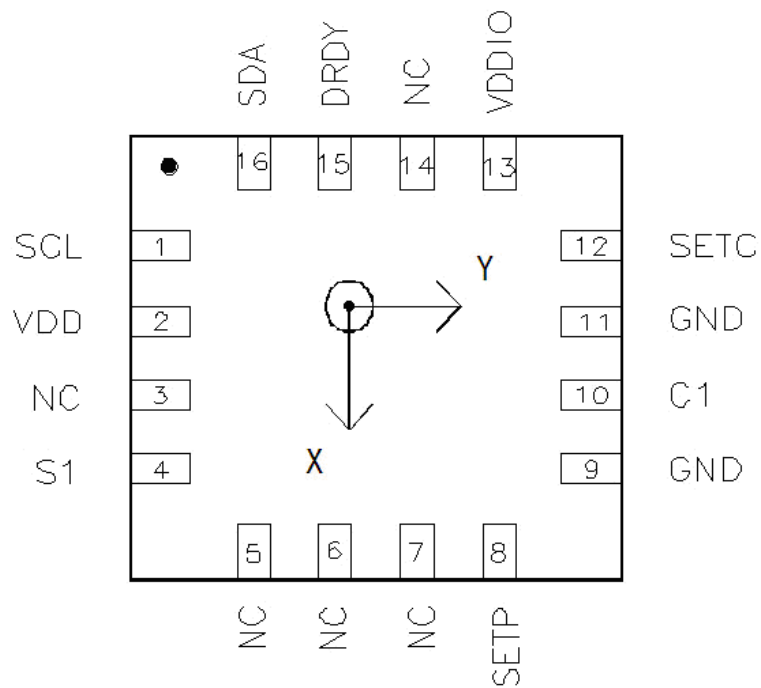 SDA DRDY NC VDDIO
16 15 14 13
SCL 1 12 SETC
VDD 2 11 GND
NC 3 10 C1
S1 4 9 GND
Y
X
5 6 7 8
NC NC NC SETP